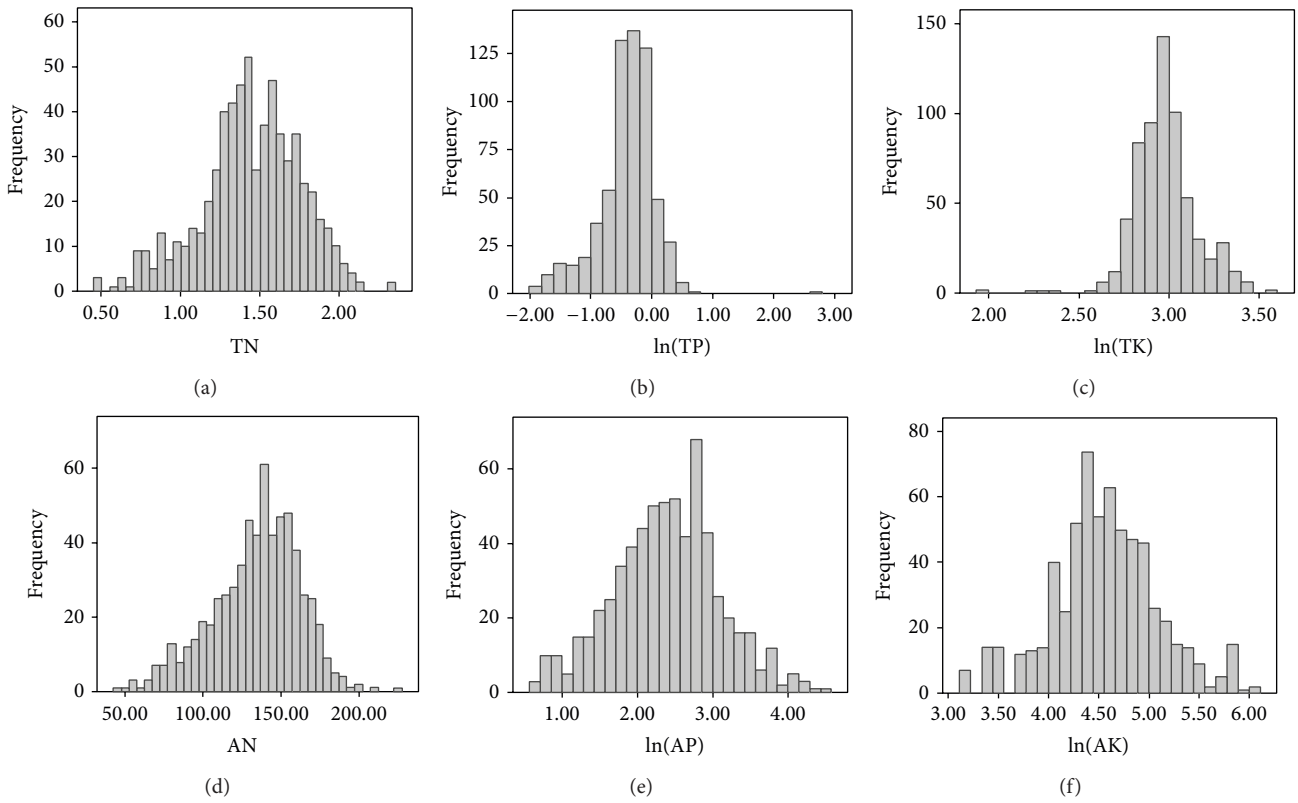 60
50
40
30
20
10
0
Frequency
0.50 1.00 1.50 2.00
TN
(a)
125
100
75
50
25
0
Frequency
−2.00 −1.00 0.00 1.00 2.00 3.00
ln(TP)
(b)
150
100
50
0
Frequency
2.00 2.50 3.00 3.50
ln(TK)
(c)
60
40
20
0
Frequency
50.00 100.00 150.00 200.00
AN
(d)
60
40
20
0
Frequency
1.00 2.00 3.00 4.00
ln(AP)
(e)
80
60
40
20
0
Frequency
3.00 3.50 4.00 4.50 5.00 5.50 6.00
ln(AK)
(f)